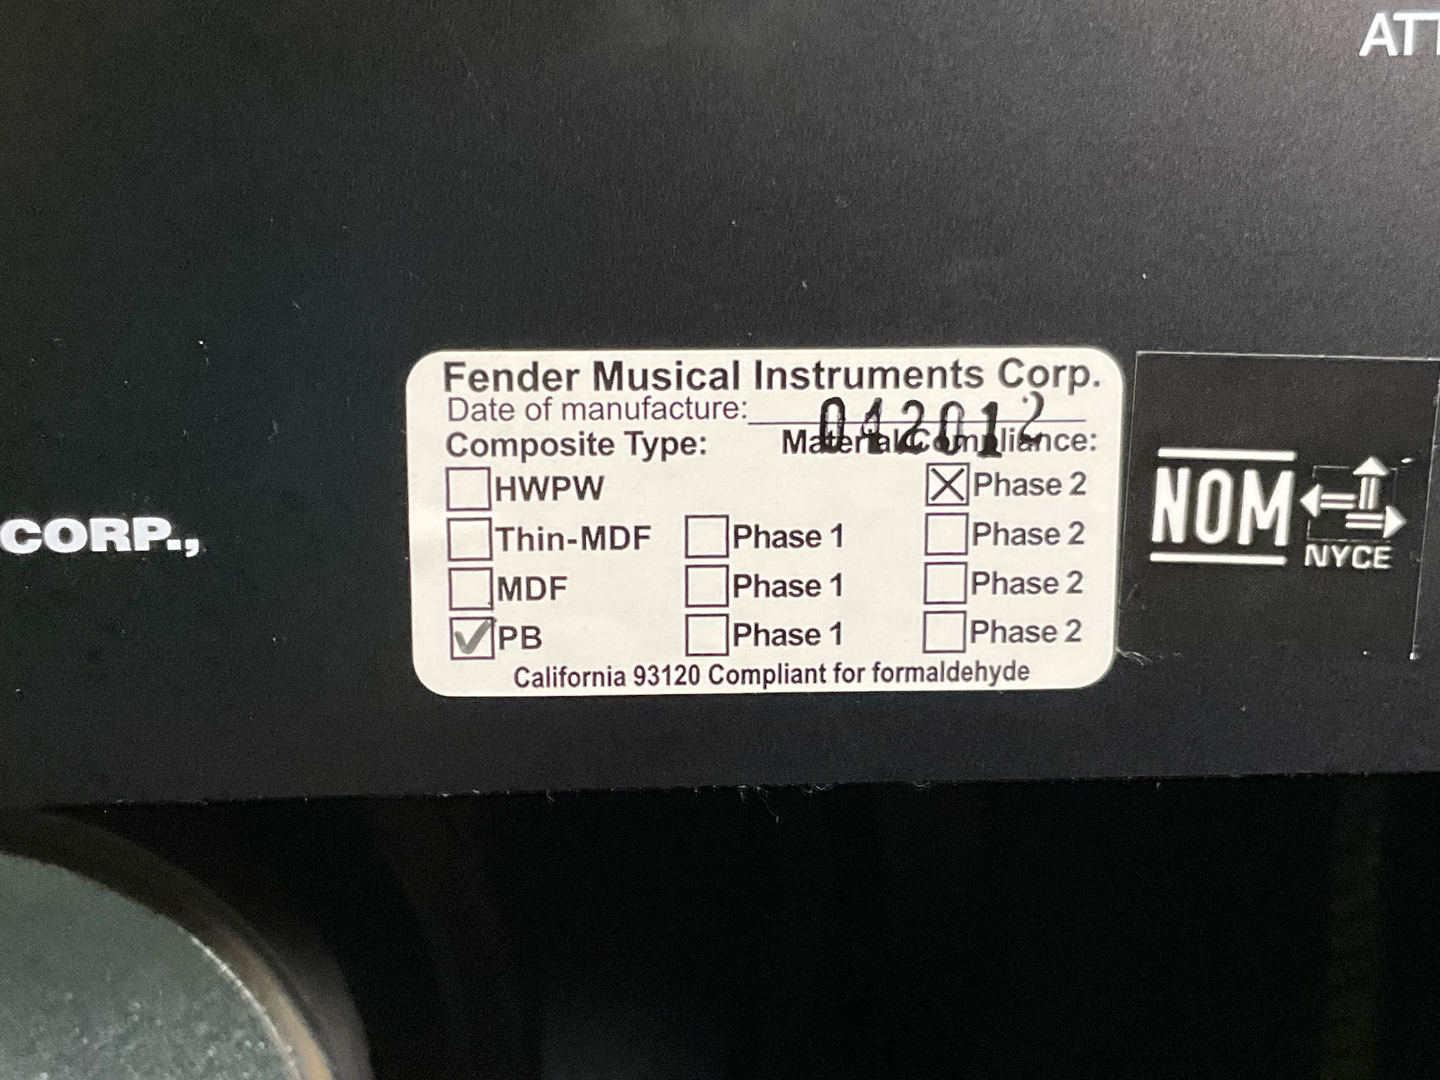 ATT
Fender Musical Instruments Corp.
Date of manufacture: 042012
Composite Type: Material Compliance:
HWPW Phase 2
Thin-MDF Phase 1 Phase 2
MDF Phase 1 Phase 2
PB Phase 1 Phase 2
California 93120 Compliant for formaldehyde
CORP.,
NOM
NYCE